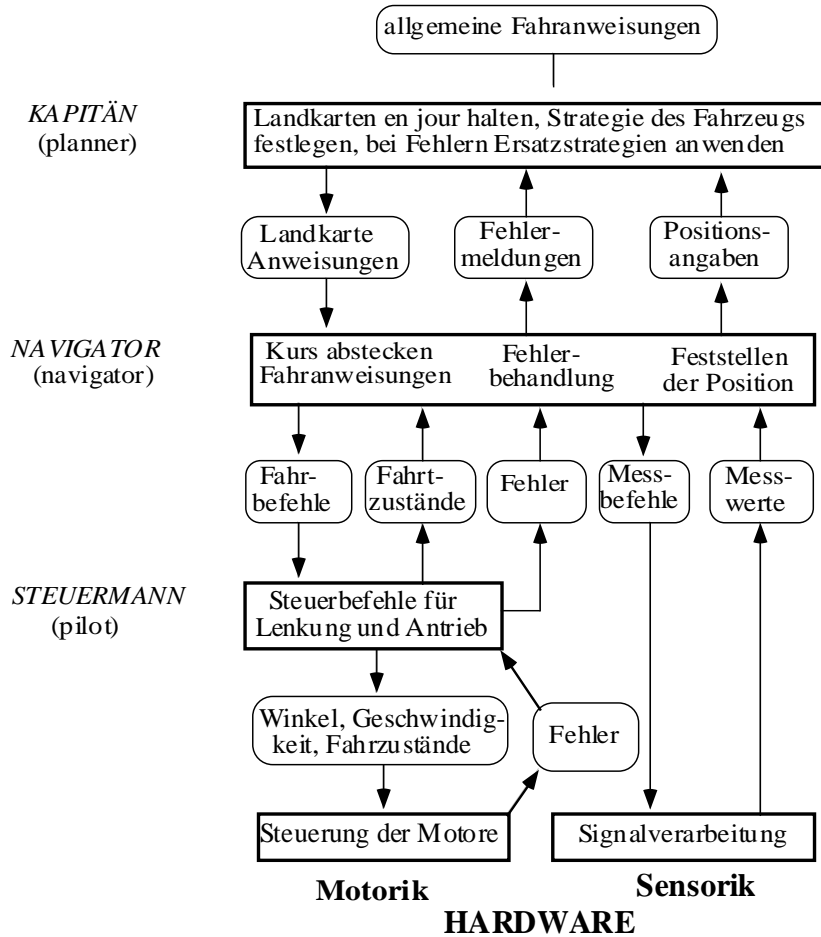 allgemeine Fahranweisungen
KAPITÄN
(planner)
Landkarten en jour halten, Strategie des Fahrzeugs
festlegen, bei Fehlern Ersatzstrategien anwenden
Landkarte
Anweisungen
Fehler-
meldungen
Positions-
angaben
NAVIGATOR
(navigator)
Kurs abstecken
Fahranweisungen
Fehler-
behandlung
Feststellen
der Position
Fahr-
befehle
Fahrt-
zustände
Fehler
Mess-
befehle
Mess-
werte
STEUERMANN
(pilot)
Steuerbefehle für
Lenkung und Antrieb
Winkel, Geschwindig-
keit, Fahrzustände
Fehler
Steuerung der Motore
Signalverarbeitung
Motorik
Sensorik
HARDWARE